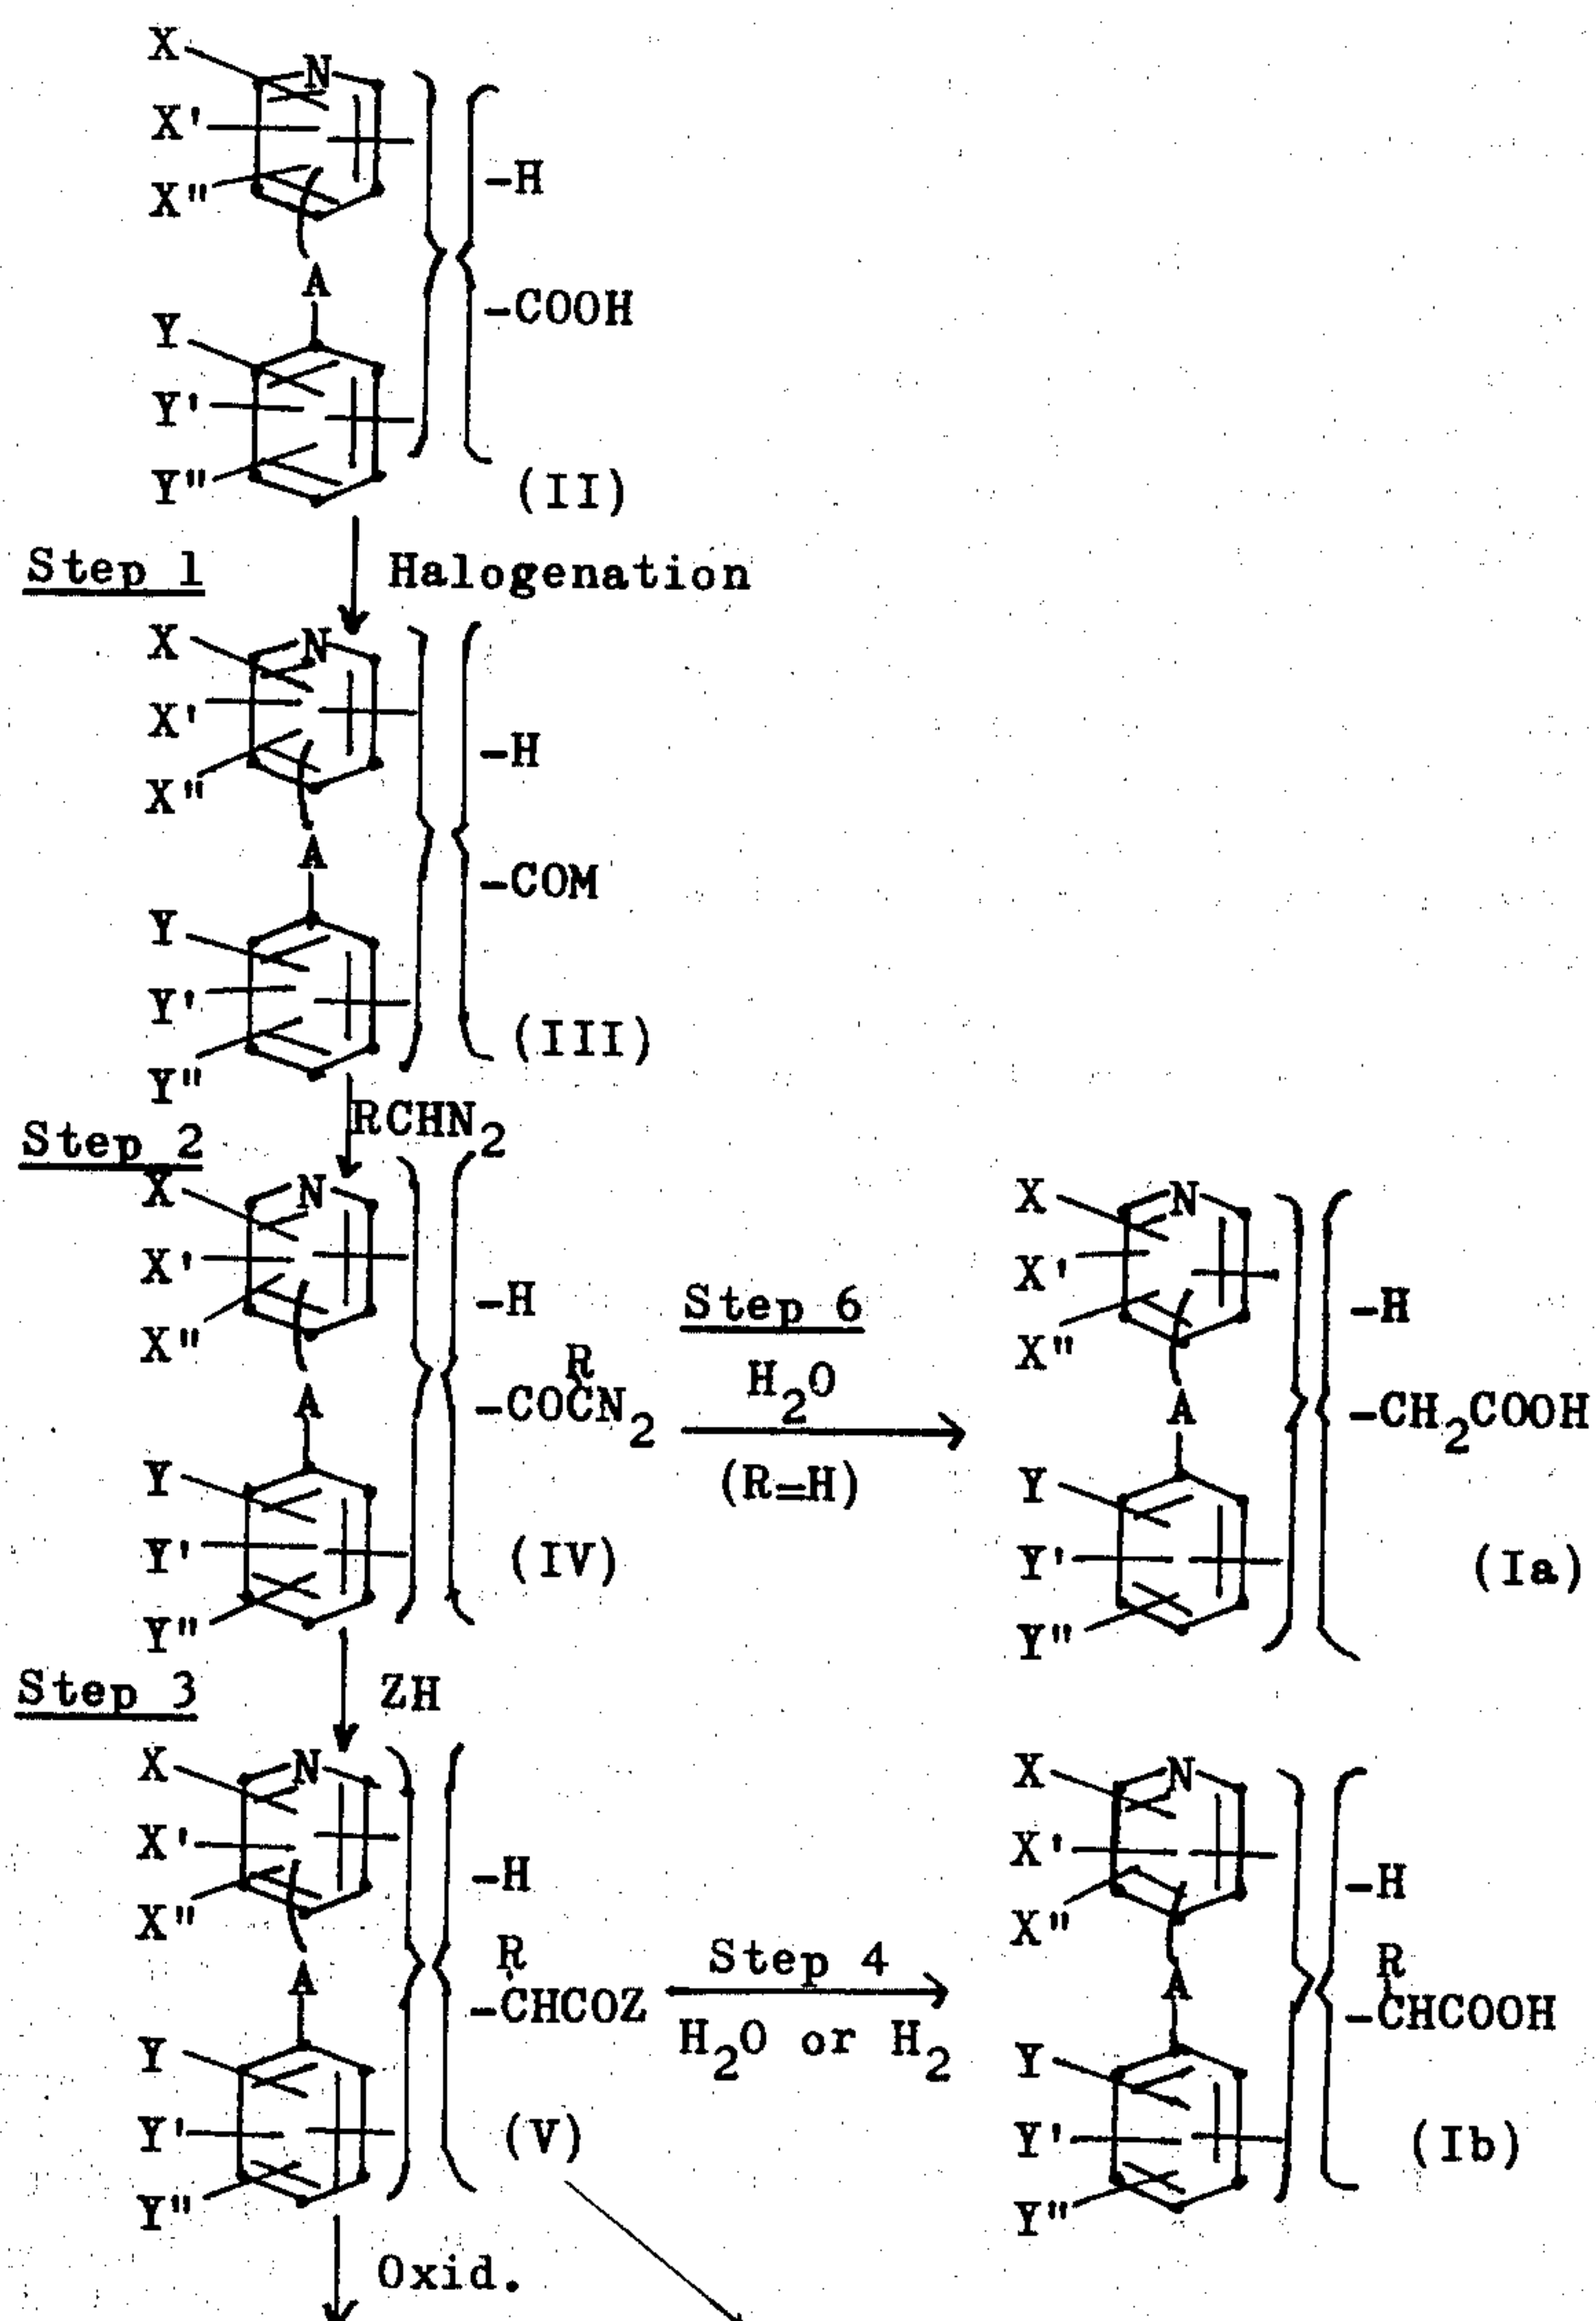 X
N
X'
-H
X"
A
-COOH
Y
Y'
Y"
(II)
Step 1
Halogenation
X
N
X'
-H
X"
A
-COM
Y
Y'
(III)
Y"
RCHN2
Step 2
X
N
X'
-H
X"
R
A
-COCN2
Y
Y'
(IV)
Y"
Step 6
H2O
(R=H)
X
N
X'
-H
X"
A
-CH2COOH
Y
Y'
(Ia)
Y"
Step 3
ZH
X
N
X'
-H
X"
R
A
-CHCOZ
Y
Y'
(V)
Y"
Step 4
H2O or H2
X
N
X'
-H
X"
R
A
-CHCOOH
Y
Y'
(Ib)
Y"
Oxid.